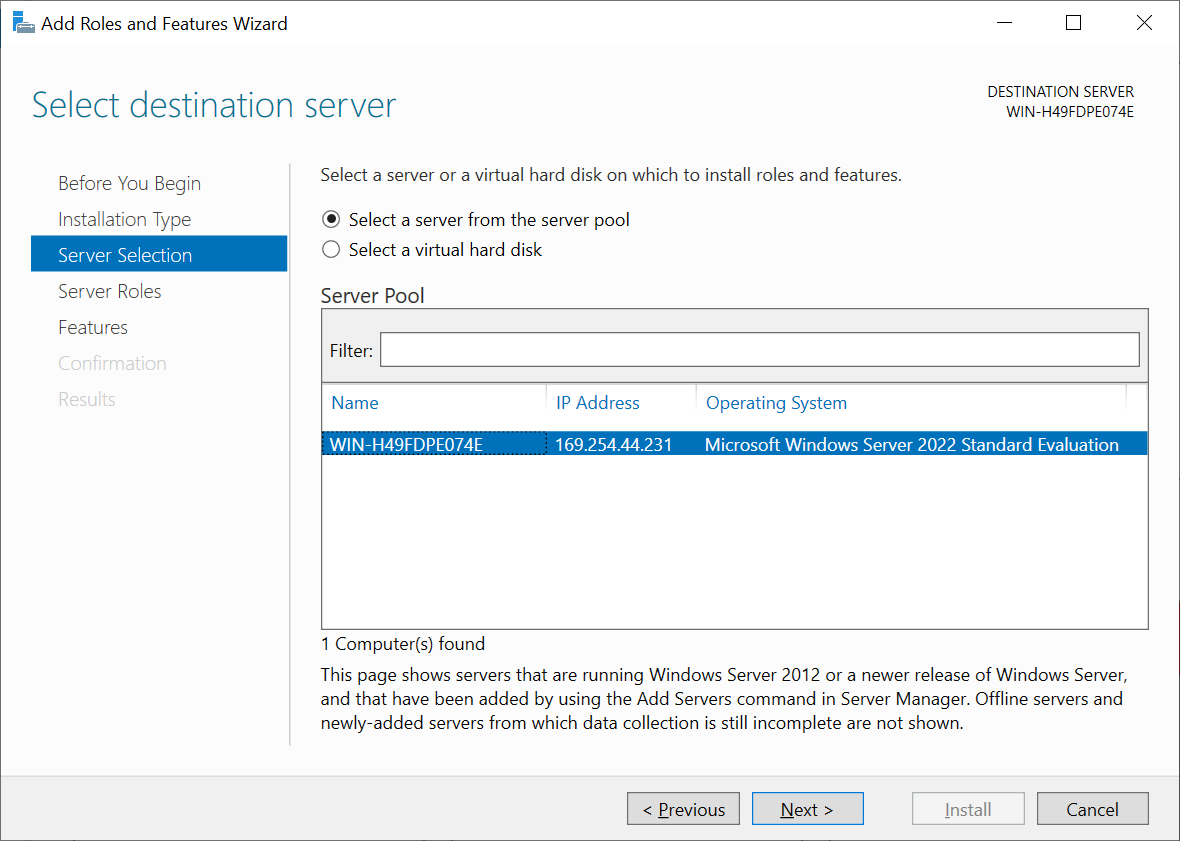 Add Roles and Features Wizard
Select destination server
DESTINATION SERVER
WIN-H49FDPE074E
Before You Begin
Installation Type
Server Selection
Server Roles
Features
Confirmation
Results
Select a server or a virtual hard disk on which to install roles and features.
Select a server from the server pool
Select a virtual hard disk
Server Pool
Filter:
Name IP Address Operating System
WIN-H49FDPE074E 169.254.44.231 Microsoft Windows Server 2022 Standard Evaluation
1 Computer(s) found
This page shows servers that are running Windows Server 2012 or a newer release of Windows Server,
and that have been added by using the Add Servers command in Server Manager. Offline servers and
newly-added servers from which data collection is still incomplete are not shown.
< Previous Next > Install Cancel